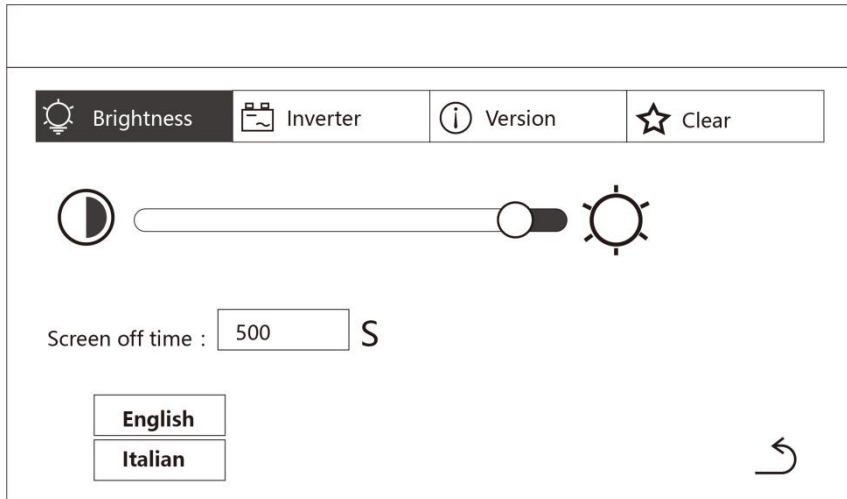 Brightness Inverter Version Clear
Screen off time : 500 S
English
Italian